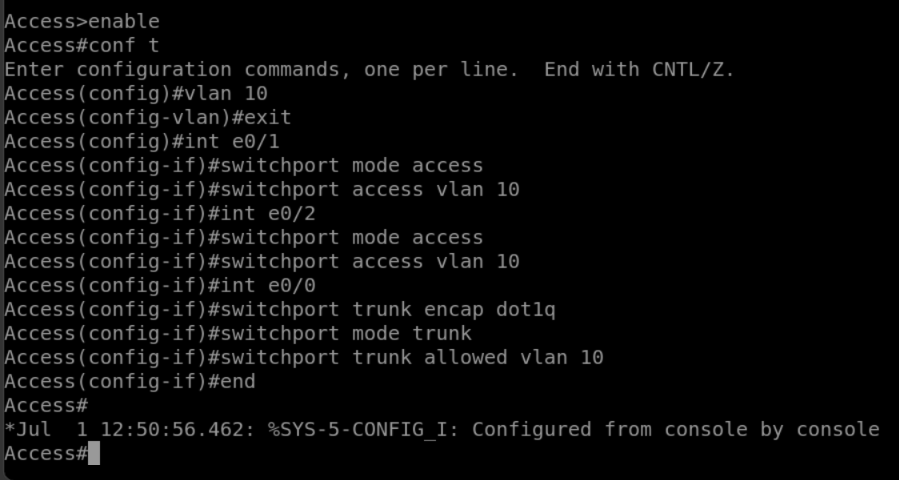 Access>enable
Access#conf t
Enter configuration commands, one per line.  End with CNTL/Z.
Access(config)#vlan 10
Access(config-vlan)#exit
Access(config)#int e0/1
Access(config-if)#switchport mode access
Access(config-if)#switchport access vlan 10
Access(config-if)#int e0/2
Access(config-if)#switchport mode access
Access(config-if)#switchport access vlan 10
Access(config-if)#int e0/0
Access(config-if)#switchport trunk encap dot1q
Access(config-if)#switchport mode trunk
Access(config-if)#switchport trunk allowed vlan 10
Access(config-if)#end
Access#
*Jul  1 12:50:56.462: %SYS-5-CONFIG_I: Configured from console by console
Access#